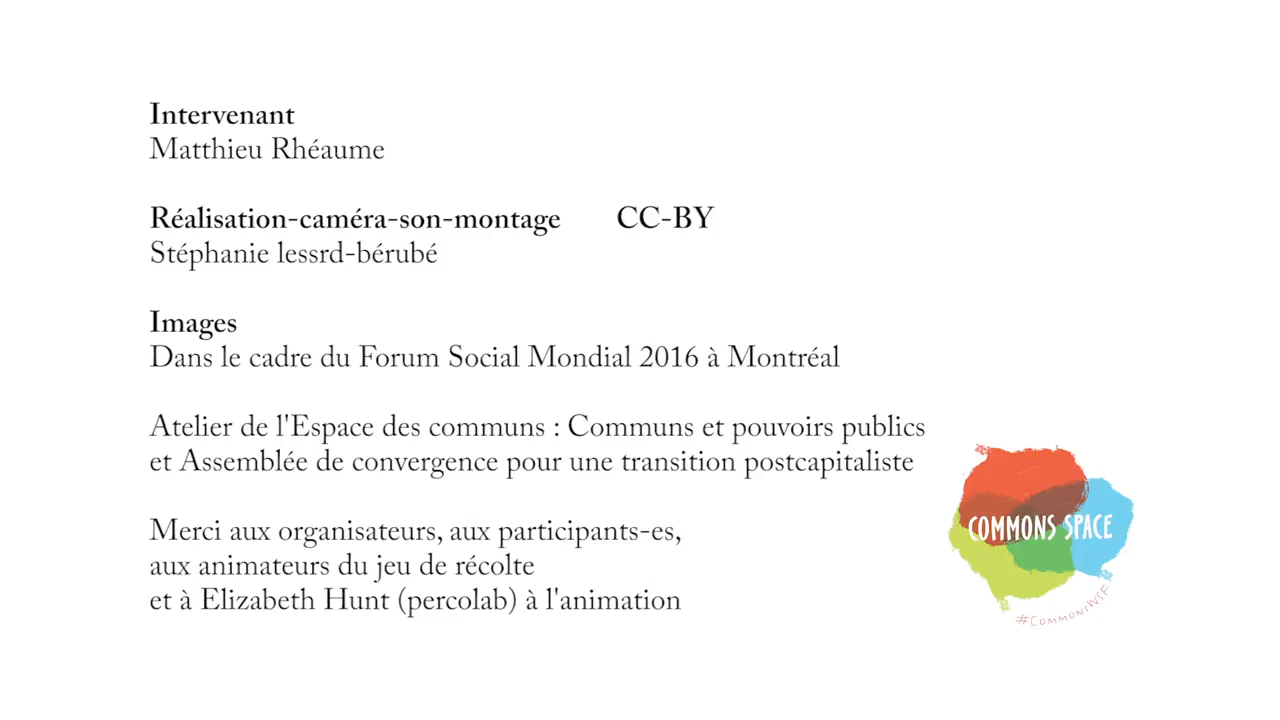 Intervenant
Matthieu Rhéaume
Réalisation-caméra-son-montage CC-BY
Stéphanie lessrd-bérubé
Images
Dans le cadre du Forum Social Mondial 2016 à Montréal
Atelier de l'Espace des communs : Communs et pouvoirs publics
et Assemblée de convergence pour une transition postcapitaliste
Merci aux organisateurs, aux participants-es,
aux animateurs du jeu de récolte
et à Elizabeth Hunt (percolab) à l'animation
COMMONS SPACE
#COMMONSWSF